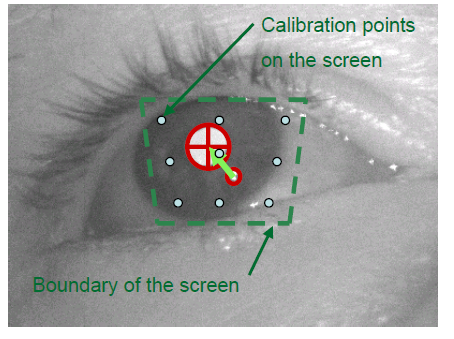 Calibration points
on the screen
Boundary of the screen